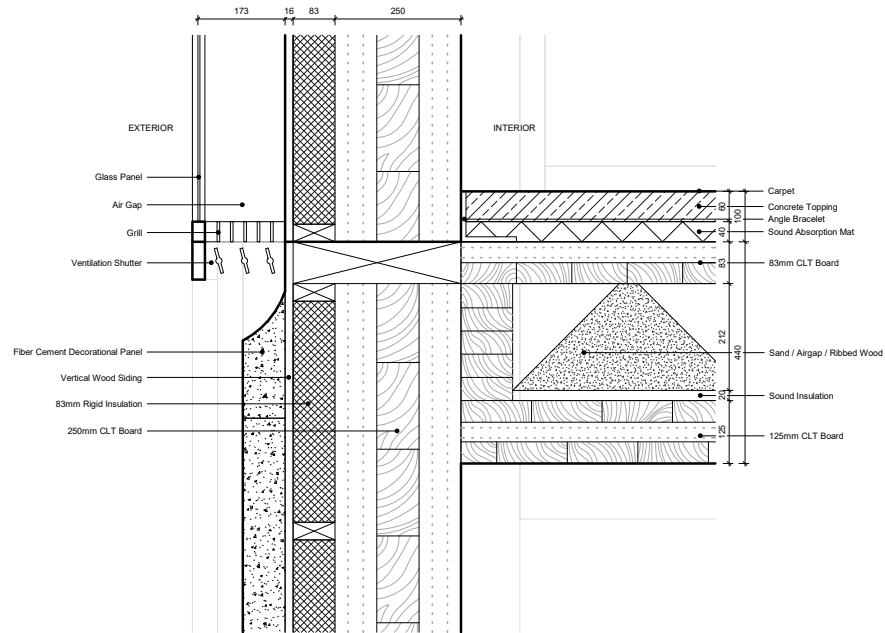 173 16 83 250
EXTERIOR
INTERIOR
Glass Panel
Air Gap
Grill
Ventilation Shutter
Fiber Cement Decorational Panel
Vertical Wood Siding
83mm Rigid Insulation
250mm CLT Board
Carpet
Concrete Topping
Angle Bracelet
Sound Absorption Mat
83mm CLT Board
Sand / Airgap / Ribbed Wood
Sound Insulation
125mm CLT Board
60
40
100
83
212
440
20
125